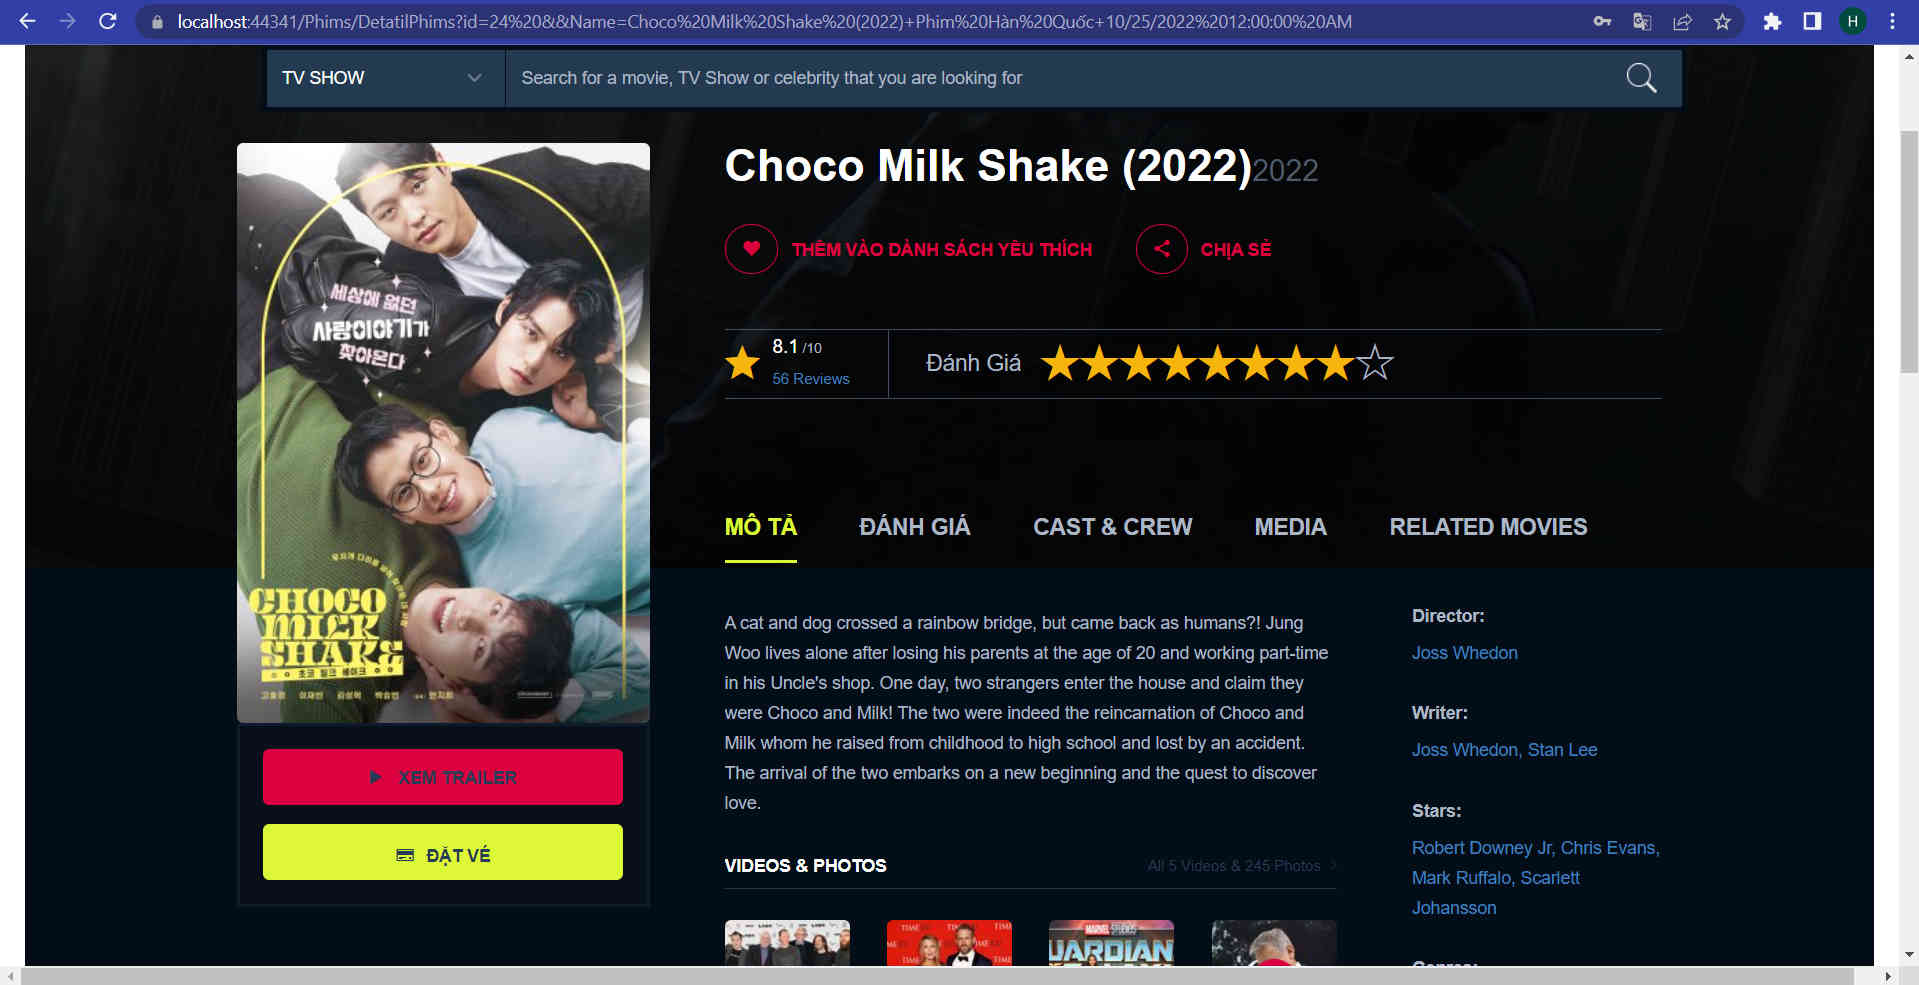 localhost:44341/Phims/DetatilPhims?id=24%20&&Name=Choco%20Milk%20Shake%20(2022)+Phim%20Hàn%20Quốc+10/25/2022%2012:00:00%20AM
H
TV SHOW
Search for a movie, TV Show or celebrity that you are looking for
Choco Milk Shake (2022)2022
THÊM VÀO DÀNH SÁCH YÊU THÍCH
CHỊA SẺ
8.1 /10
56 Reviews
Đánh Giá
세상에 없던
사랑이야기가
찾아온다
CHOCO
MILK
SHAKE
초코 밀크 쉐이크
MÔ TẢ
ĐÁNH GIÁ
CAST & CREW
MEDIA
RELATED MOVIES
A cat and dog crossed a rainbow bridge, but came back as humans?! Jung
Woo lives alone after losing his parents at the age of 20 and working part-time
in his Uncle's shop. One day, two strangers enter the house and claim they
were Choco and Milk! The two were indeed the reincarnation of Choco and
Milk whom he raised from childhood to high school and lost by an accident.
The arrival of the two embarks on a new beginning and the quest to discover
love.
Director:
Joss Whedon
Writer:
Joss Whedon, Stan Lee
Stars:
Robert Downey Jr, Chris Evans,
Mark Ruffalo, Scarlett
Johansson
XEM TRAILER
ĐẶT VÉ
VIDEOS & PHOTOS
All 5 Videos & 245 Photos
TIME
MARVEL STUDIOS